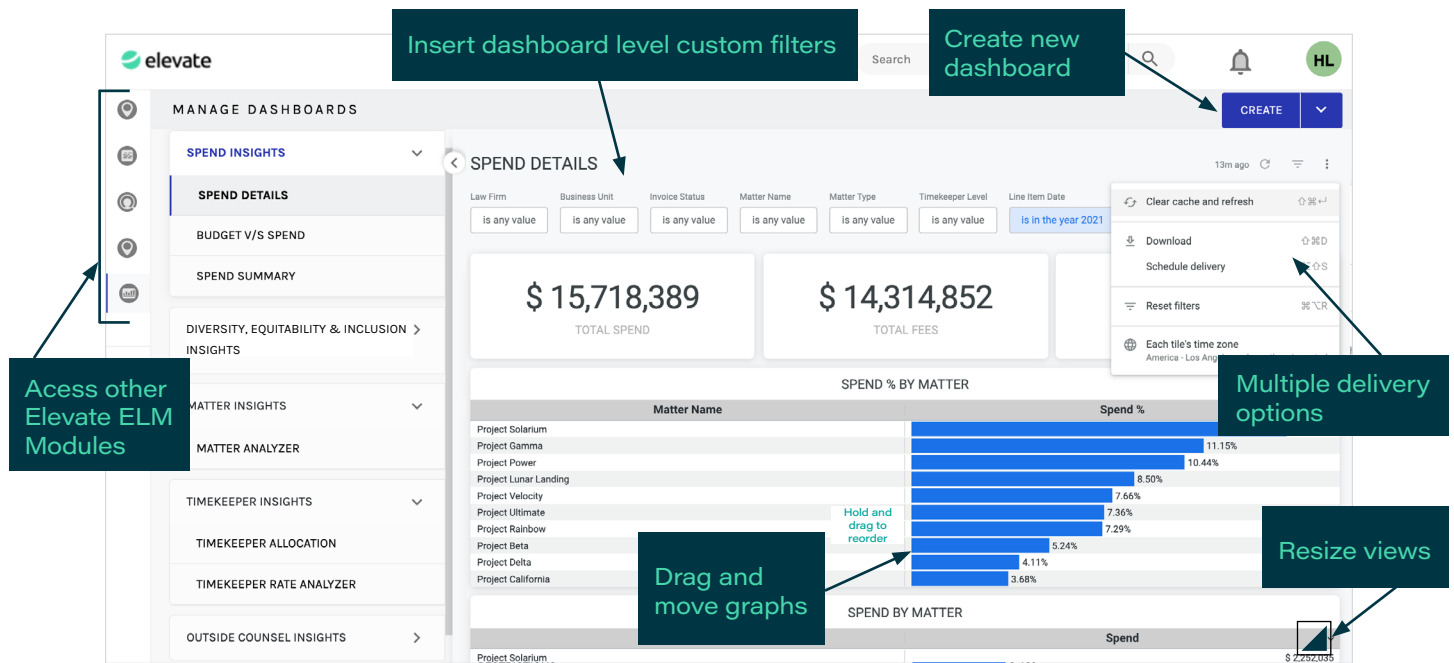 Insert dashboard level custom filters
Create new
dashboard
elevate
Search
HL
MANAGE DASHBOARDS
CREATE
SPEND INSIGHTS
SPEND DETAILS
BUDGET V/S SPEND
SPEND SUMMARY
DIVERSITY, EQUITABILITY & INCLUSION
INSIGHTS
MATTER INSIGHTS
MATTER ANALYZER
TIMEKEEPER INSIGHTS
TIMEKEEPER ALLOCATION
TIMEKEEPER RATE ANALYZER
OUTSIDE COUNSEL INSIGHTS
Acess other
Elevate ELM
Modules
SPEND DETAILS
13m ago
Law Firm Business Unit Invoice Status Matter Name Matter Type Timekeeper Level Line Item Date
is any value is any value is any value is any value is any value is any value is in the year 2021
Clear cache and refresh ⇧⌘↵
Download ⇧⌘D
Schedule delivery ⇧S
Reset filters ⌘⌥R
Each tile's time zone
America - Los
Multiple delivery
options
$ 15,718,389
TOTAL SPEND
$ 14,314,852
TOTAL FEES
SPEND % BY MATTER
Matter Name Spend %
Project Solarium
Project Gamma 11.15%
Project Power 10.44%
Project Lunar Landing 8.50%
Project Velocity 7.66%
Project Ultimate 7.36%
Project Rainbow 7.29%
Project Beta 5.24%
Project Delta 4.11%
Project California 3.68%
Hold and
drag to
reorder
Drag and
move graphs
Resize views
SPEND BY MATTER
Spend
Project Solarium $ 2,252,035